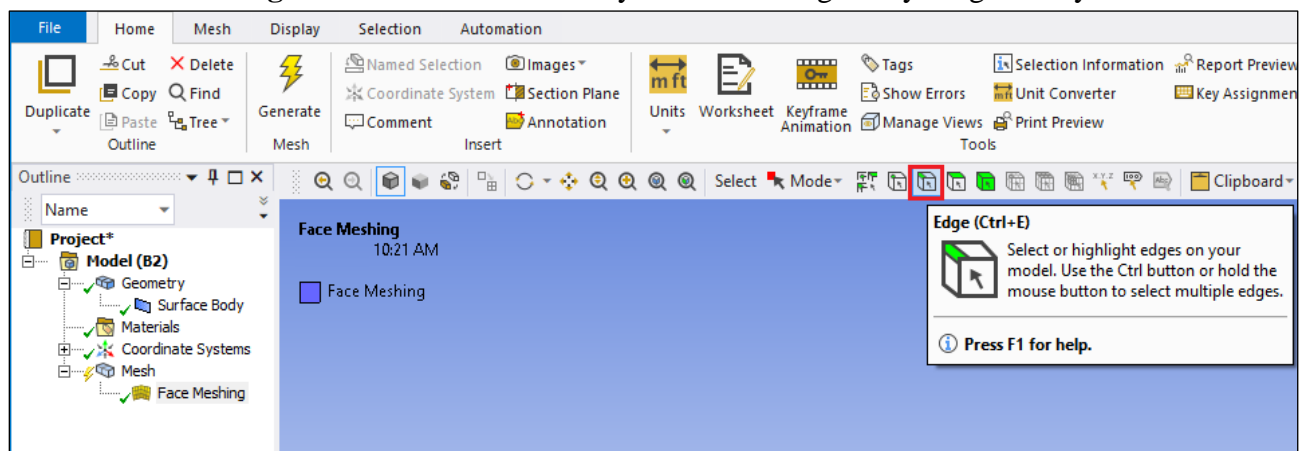 File Home Mesh Display Selection Automation
Cut Delete Named Selection Images Tags Selection Information Report Preview
Copy Find Coordinate System Section Plane Show Errors Unit Converter
Duplicate Paste Tree Generate Comment Annotation Units Worksheet Keyframe Animation Manage Views Print Preview
Outline Mesh Insert Tools
Outline Select Mode Clipboard
Name
Project*
Model (B2)
Geometry
Surface Body
Materials
Coordinate Systems
Mesh
Face Meshing
Face Meshing
10:21 AM
Face Meshing
Edge (Ctrl+E)
Select or highlight edges on your
model. Use the Ctrl button or hold the
mouse button to select multiple edges.
Press F1 for help.